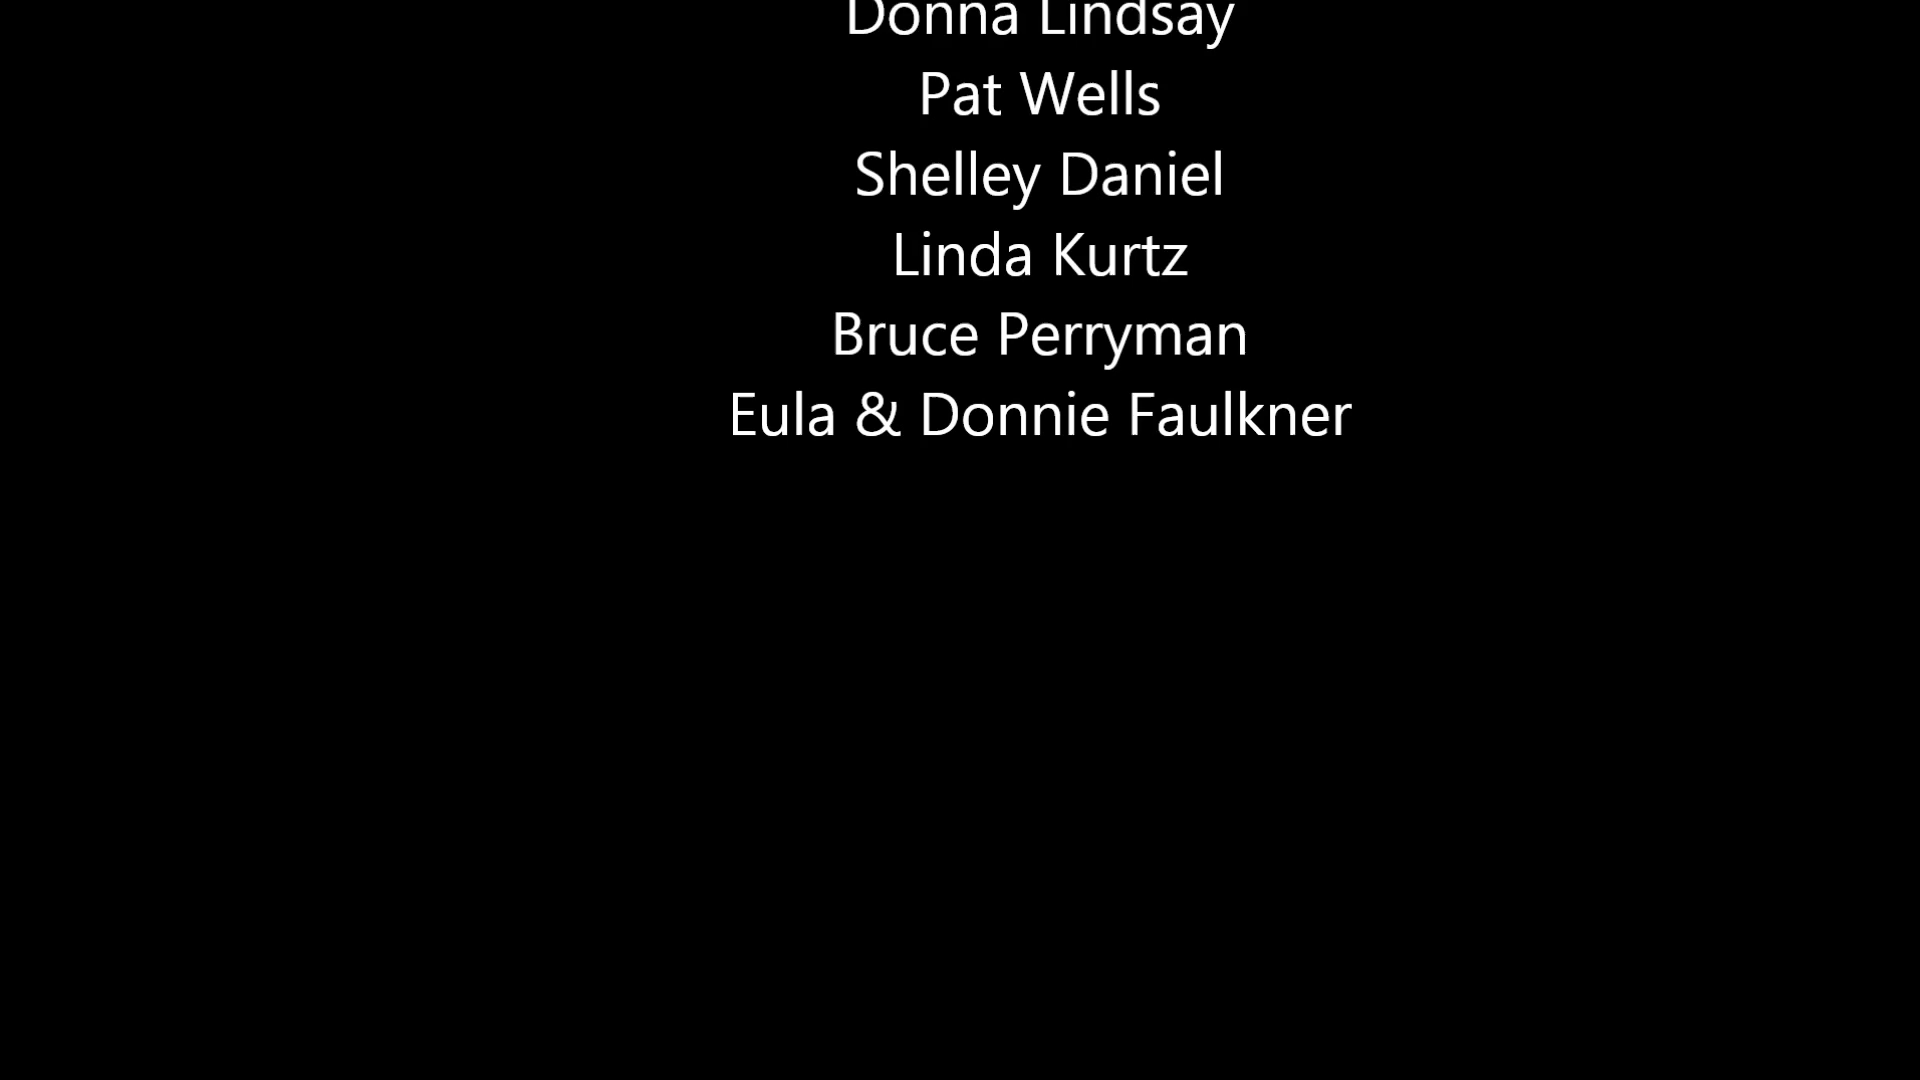 Donna Lindsay
Pat Wells
Shelley Daniel
Linda Kurtz
Bruce Perryman
Eula & Donnie Faulkner